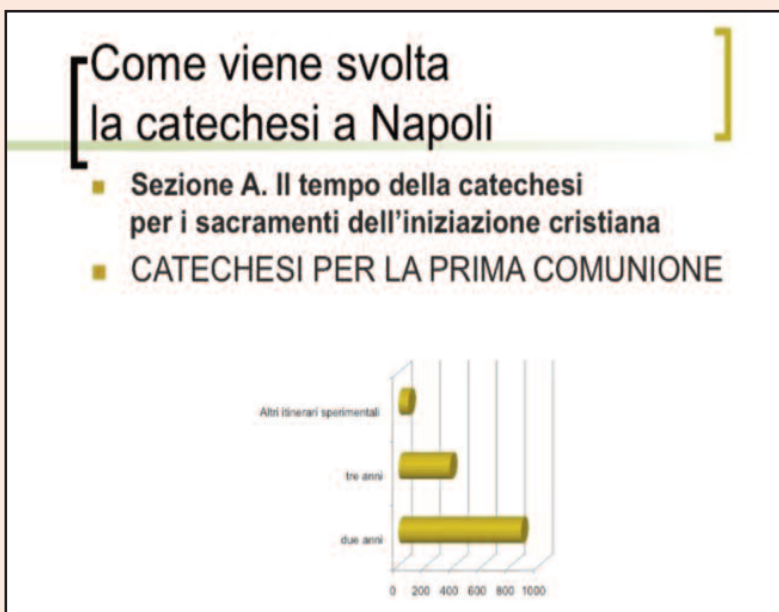 Come viene svolta
la catechesi a Napoli
Sezione A. Il tempo della catechesi
per i sacramenti dell'iniziazione cristiana
CATECHESI PER LA PRIMA COMUNIONE
Altri itinerari sperimentali
tre anni
due anni
0 200 400 600 800 1000